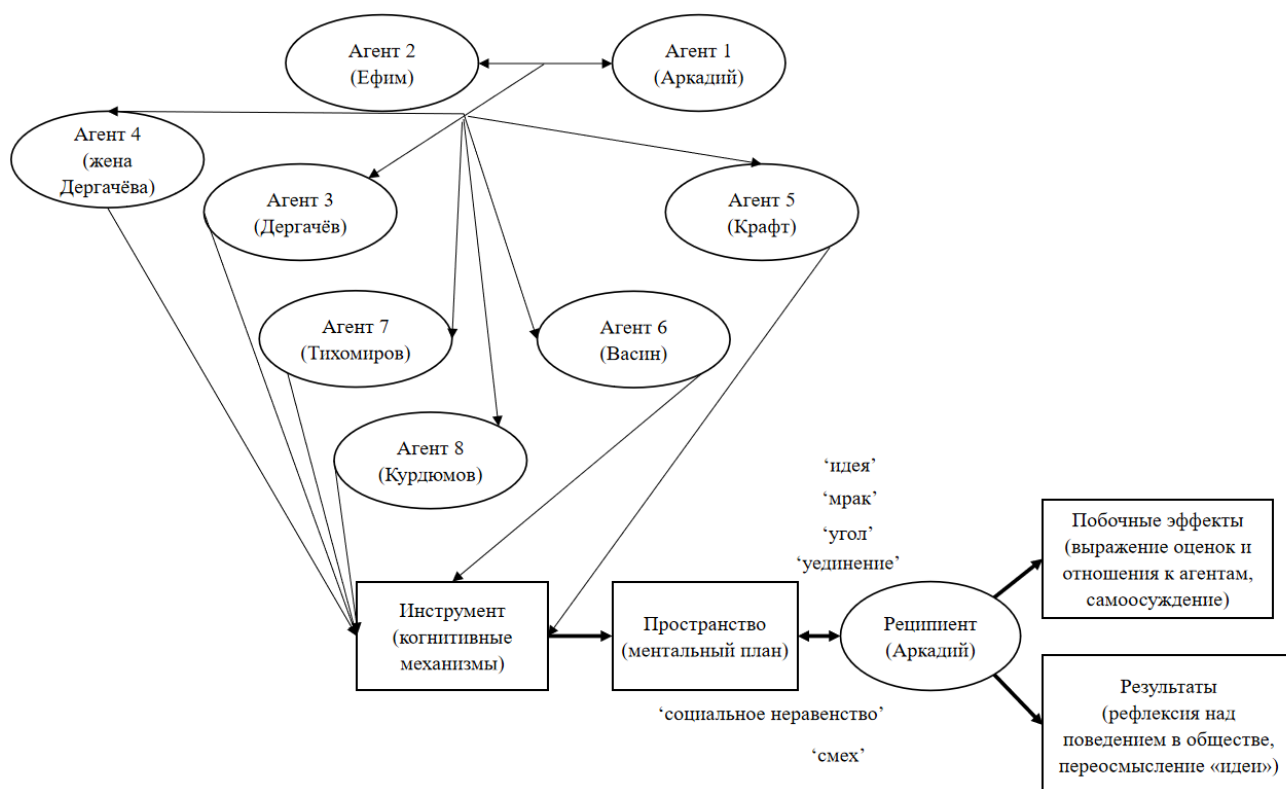 Агент 2
(Ефим)
Агент 1
(Аркадий)
Агент 4
(жена
Дергачёва)
Агент 3
(Дергачёв)
Агент 5
(Крафт)
Агент 7
(Тихомиров)
Агент 6
(Васин)
Агент 8
(Курдюмов)
‘идея’
‘мрак’
‘угол’
‘уединение’
Инструмент
(когнитивные
механизмы)
Пространство
(ментальный план)
Реципиент
(Аркадий)
Побочные эффекты
(выражение оценок и
отношения к агентам,
самоосуждение)
‘социальное неравенство’
‘смех’
Результаты
(рефлексия над
поведением в обществе,
переосмысление «идеи»)